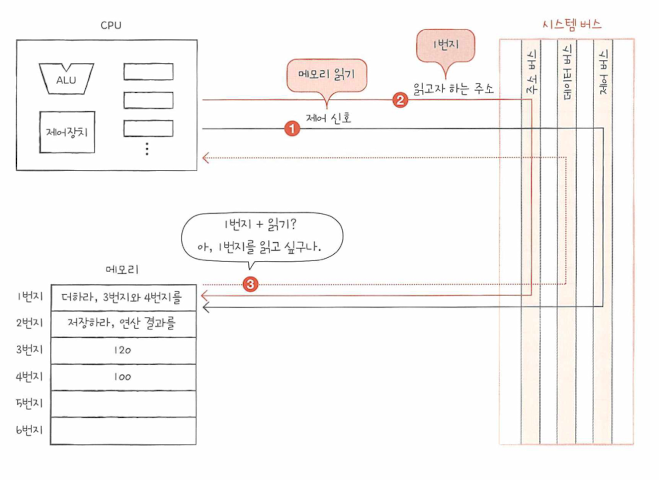 CPU
시스템 버스
ALU
제어장치
1번지
메모리 읽기
2
읽고자 하는 주소
1
제어 신호
주소 버스
데이터 버스
제어 버스
1번지 + 읽기?
아, 1번지를 읽고 싶구나.
3
메모리
1번지 더하라, 3번지와 4번지를
2번지 저장하라, 연산 결과를
3번지 120
4번지 100
5번지
6번지